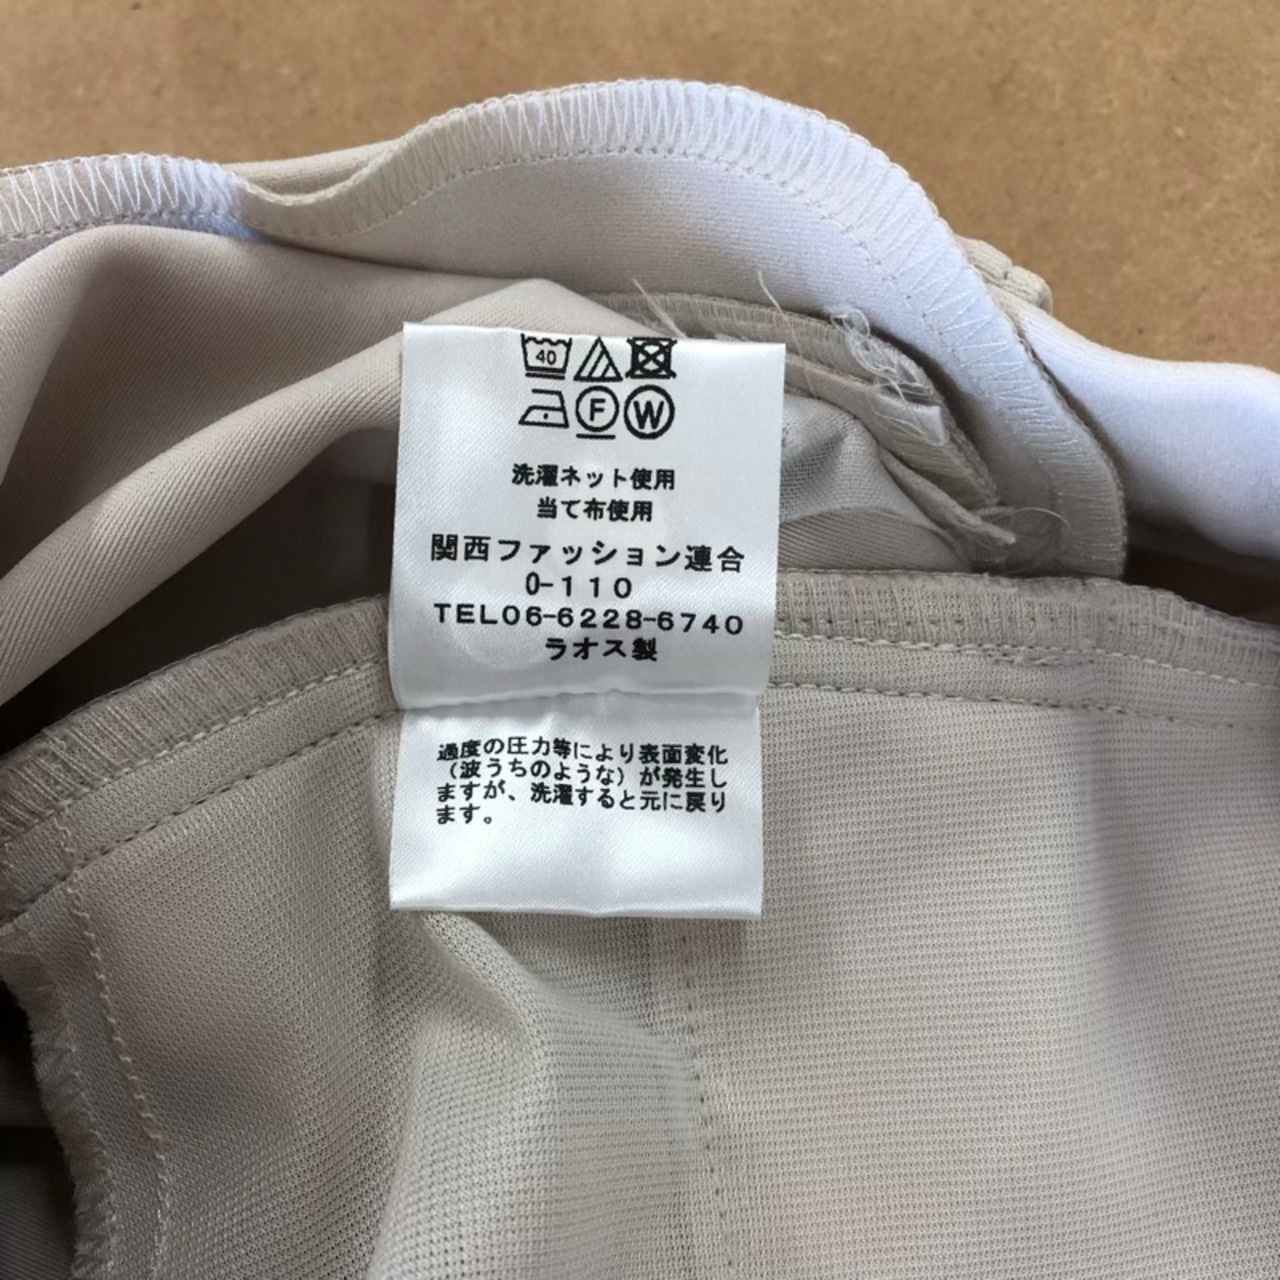 40
F W
洗濯ネット使用
当て布使用
関西ファッション連合
0-110
TEL06-6228-6740
ラオス製
過度の圧力等により表面変化
（波うちのような）が発生し
ますが、洗濯すると元に戻り
ます。